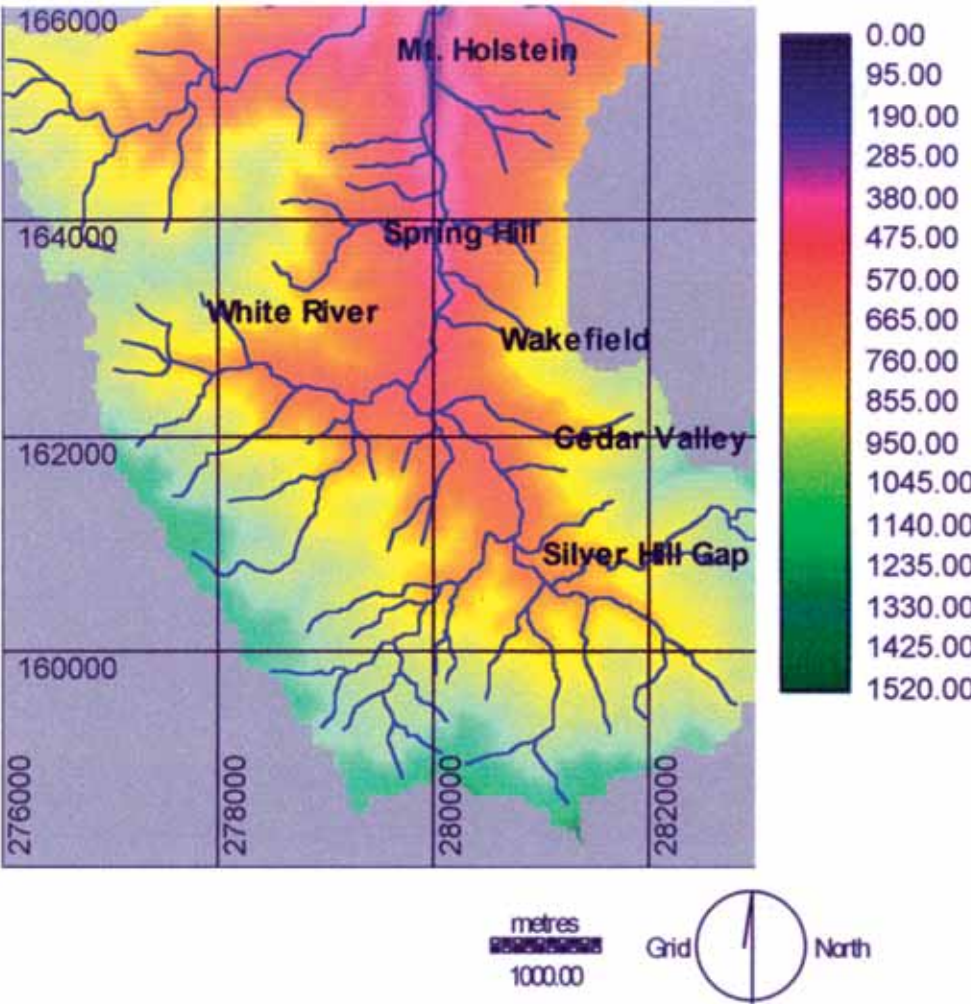 166000
Mt. Holstein
164000
Spring Hill
White River
Wakefield
162000
Cedar Valley
Silver Hill Gap
160000
276000
278000
280000
282000
0.00
95.00
190.00
285.00
380.00
475.00
570.00
665.00
760.00
855.00
950.00
1045.00
1140.00
1235.00
1330.00
1425.00
1520.00
metres
1000.00
Grid
North